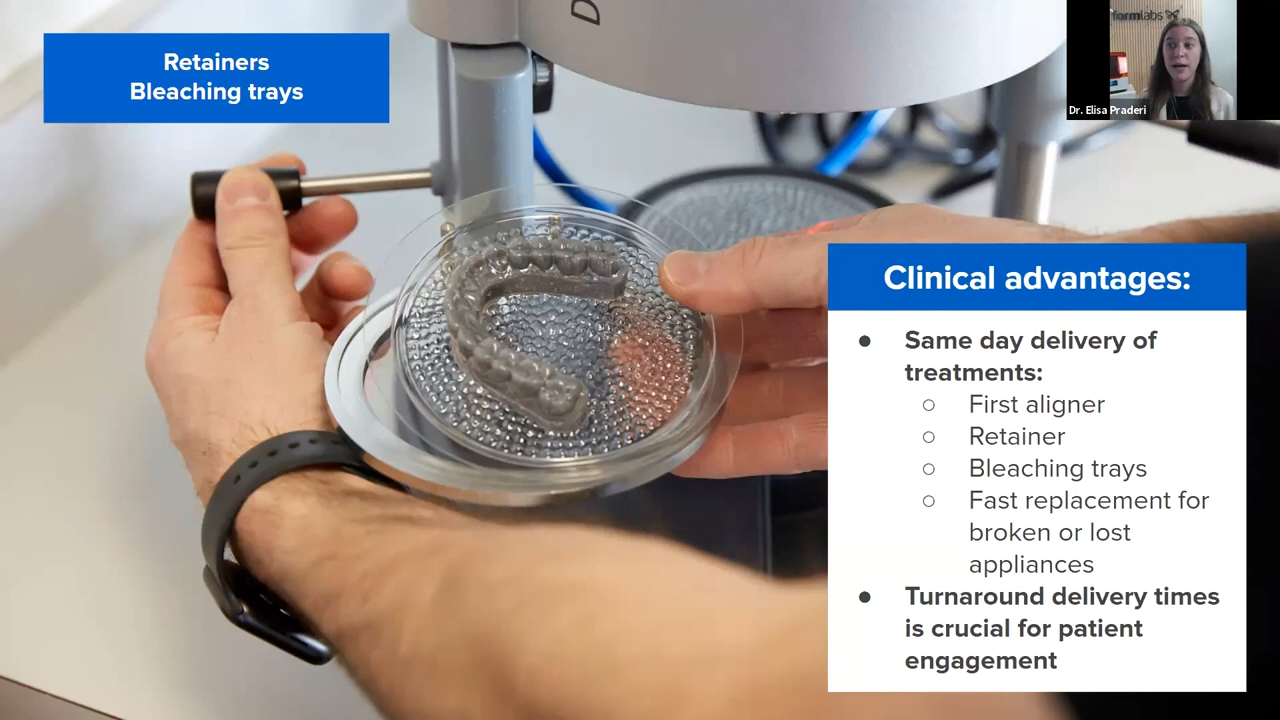 Retainers
Bleaching trays
D
formlabs
Dr. Elisa Praderi
Clinical advantages:
● Same day delivery of
treatments:
○ First aligner
○ Retainer
○ Bleaching trays
○ Fast replacement for
broken or lost
appliances
● Turnaround delivery times
is crucial for patient
engagement